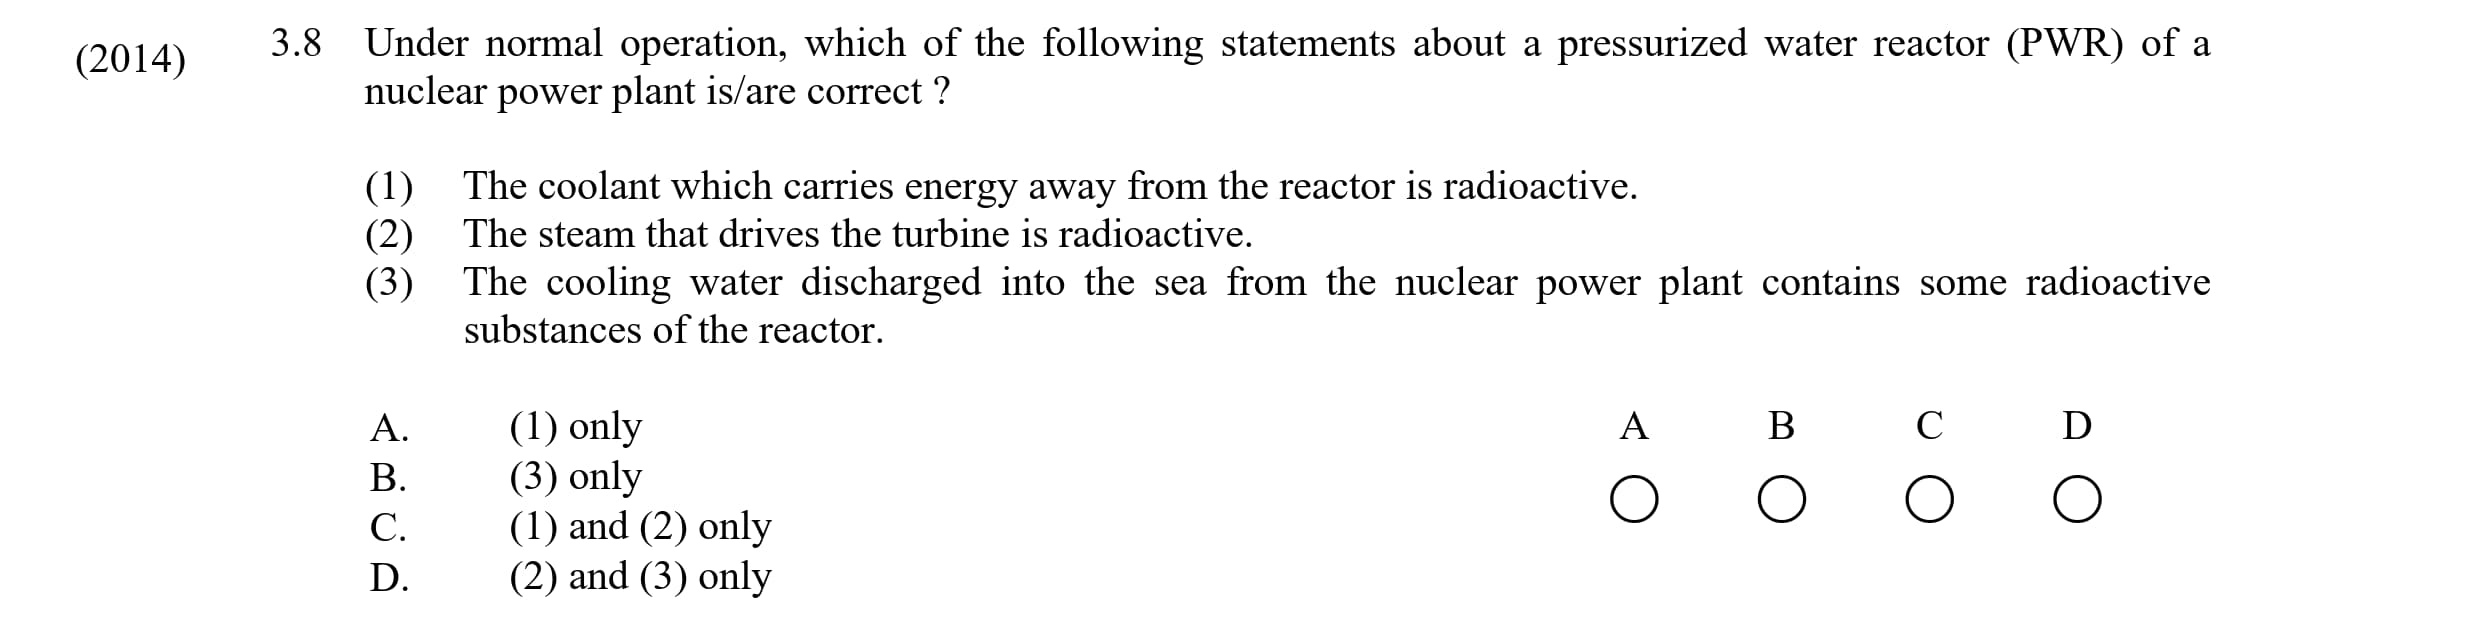 (2014) 3.8 Under normal operation, which of the following statements about a pressurized water reactor (PWR) of a
nuclear power plant is/are correct ?
(1) The coolant which carries energy away from the reactor is radioactive.
(2) The steam that drives the turbine is radioactive.
(3) The cooling water discharged into the sea from the nuclear power plant contains some radioactive
substances of the reactor.
A. (1) only A B C D
B. (3) only
C. (1) and (2) only
D. (2) and (3) only